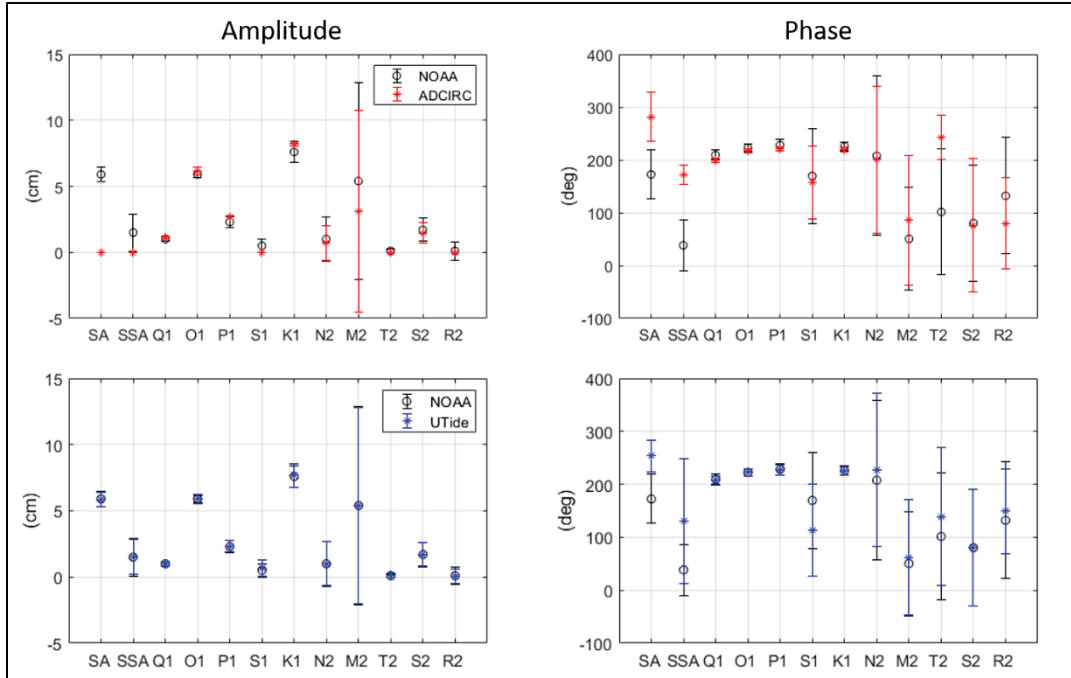 Amplitude
Phase
15
10
5
0
-5
(cm)
NOAA
ADCIRC
SA SSA Q1 O1 P1 S1 K1 N2 M2 T2 S2 R2
400
300
200
100
0
-100
(deg)
SA SSA Q1 O1 P1 S1 K1 N2 M2 T2 S2 R2
15
10
5
0
-5
(cm)
NOAA
UTide
SA SSA Q1 O1 P1 S1 K1 N2 M2 T2 S2 R2
400
300
200
100
0
-100
(deg)
SA SSA Q1 O1 P1 S1 K1 N2 M2 T2 S2 R2